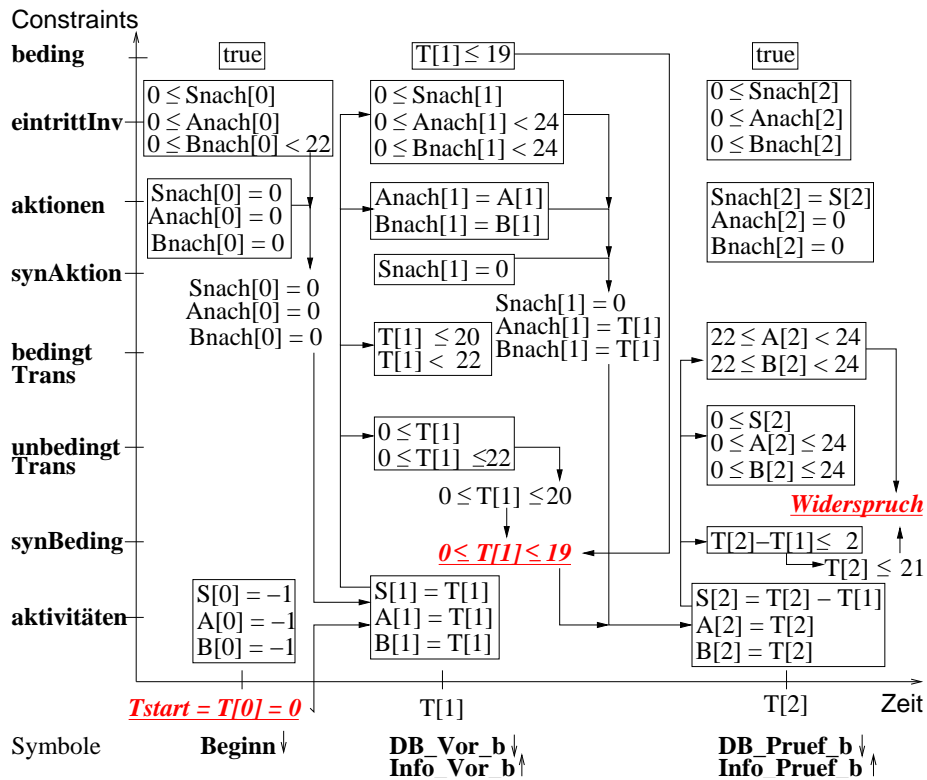 Constraints
beding
true
T[1] ≤ 19
true
eintrittInv
0 ≤ Snach[0]
0 ≤ Anach[0]
0 ≤ Bnach[0] < 22
0 ≤ Snach[1]
0 ≤ Anach[1] < 24
0 ≤ Bnach[1] < 24
0 ≤ Snach[2]
0 ≤ Anach[2]
0 ≤ Bnach[2]
aktionen
Snach[0] = 0
Anach[0] = 0
Bnach[0] = 0
Anach[1] = A[1]
Bnach[1] = B[1]
Snach[2] = S[2]
Anach[2] = 0
Bnach[2] = 0
synAktion
Snach[1] = 0
Snach[0] = 0
Anach[0] = 0
Bnach[0] = 0
Snach[1] = 0
Anach[1] = T[1]
Bnach[1] = T[1]
bedingt
Trans
T[1] ≤ 20
T[1] < 22
22 ≤ A[2] < 24
22 ≤ B[2] < 24
unbedingt
Trans
0 ≤ T[1]
0 ≤ T[1] ≤22
0 ≤ T[1] ≤20
0 ≤ S[2]
0 ≤ A[2] ≤ 24
0 ≤ B[2] ≤ 24
Widerspruch
synBeding
0 ≤ T[1] ≤ 19
T[2]−T[1] ≤ 2
T[2] ≤ 21
aktivitäten
S[0] = −1
A[0] = −1
B[0] = −1
S[1] = T[1]
A[1] = T[1]
B[1] = T[1]
S[2] = T[2] − T[1]
A[2] = T[2]
B[2] = T[2]
Tstart = T[0] = 0
T[1]
T[2]
Zeit
Symbole
Beginn↓
DB_Vor_b↓
Info_Vor_b↑
DB_Pruef_b↓
Info_Pruef_b↑